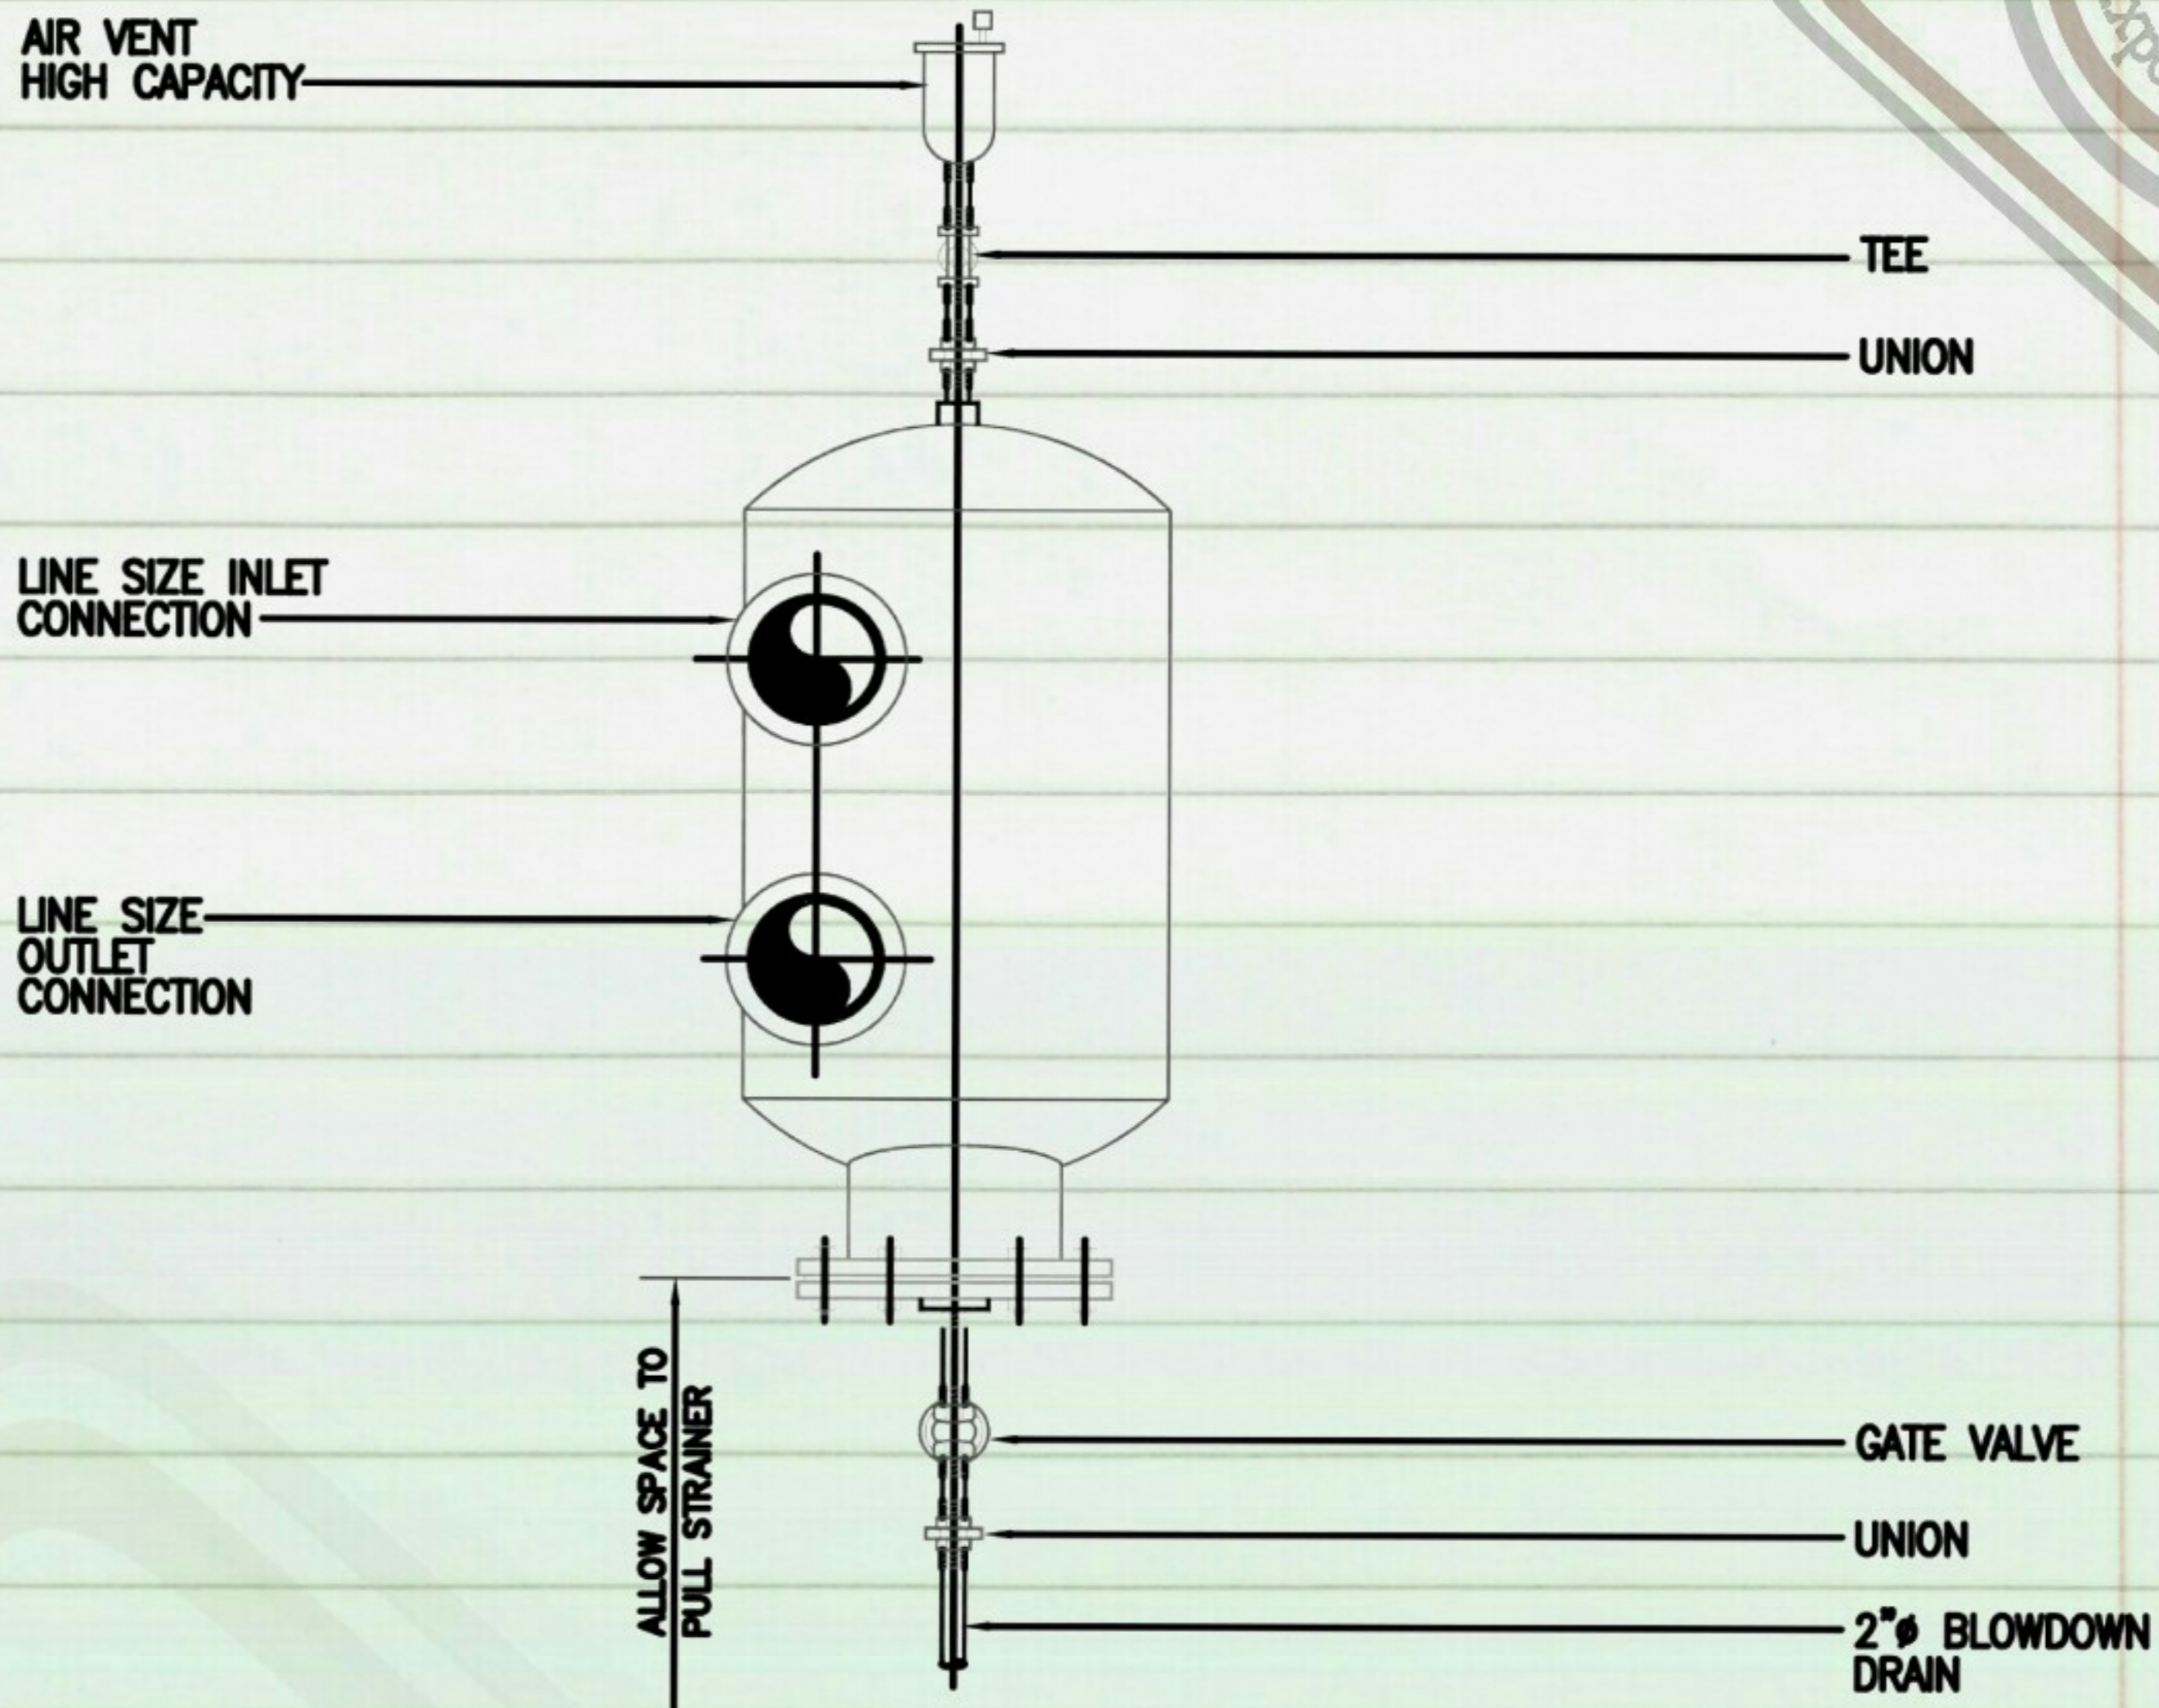 AIR VENT
HIGH CAPACITY
TEE
UNION
LINE SIZE INLET
CONNECTION
LINE SIZE
OUTLET
CONNECTION
ALLOW SPACE TO
PULL STRAINER
GATE VALVE
UNION
2"ø BLOWDOWN
DRAIN